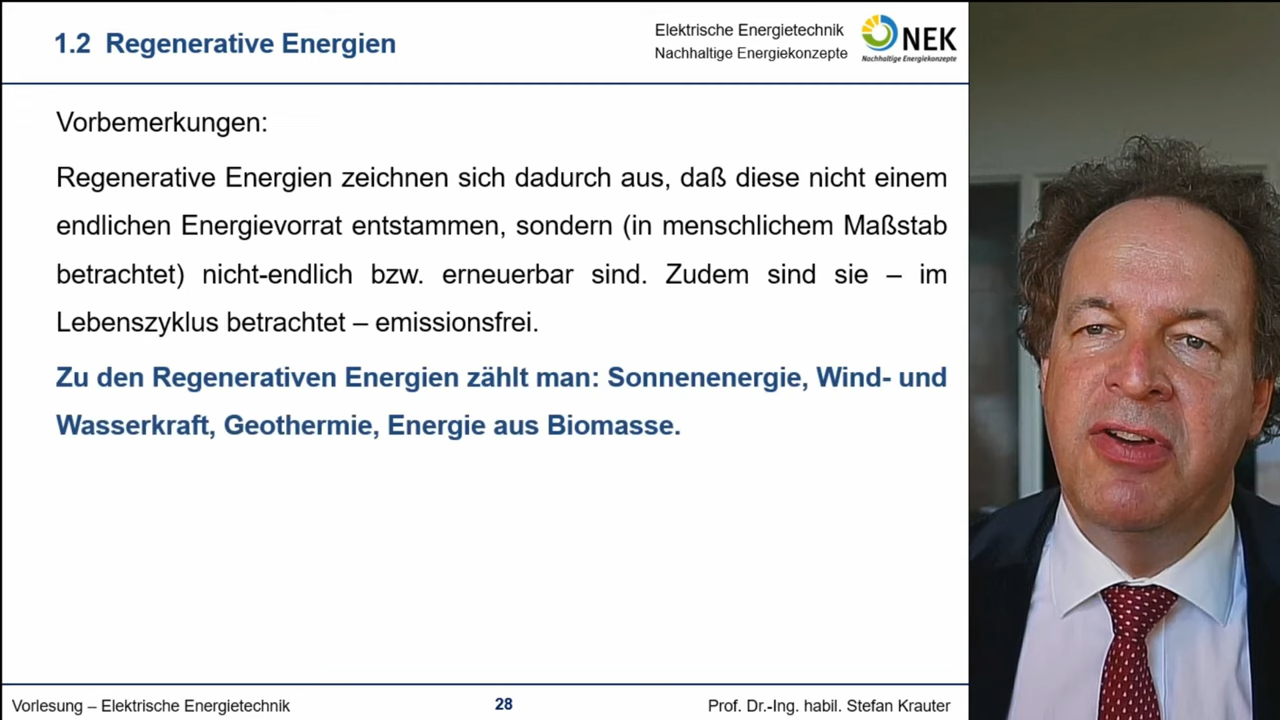 1.2 Regenerative Energien
Elektrische Energietechnik
Nachhaltige Energiekonzepte
NEK
Nachhaltige Energiekonzepte
Vorbemerkungen:
Regenerative Energien zeichnen sich dadurch aus, daß diese nicht einem
endlichen Energievorrat entstammen, sondern (in menschlichem Maßstab
betrachtet) nicht-endlich bzw. erneuerbar sind. Zudem sind sie – im
Lebenszyklus betrachtet – emissionsfrei.
Zu den Regenerativen Energien zählt man: Sonnenenergie, Wind- und
Wasserkraft, Geothermie, Energie aus Biomasse.
Vorlesung – Elektrische Energietechnik
28
Prof. Dr.-Ing. habil. Stefan Krauter